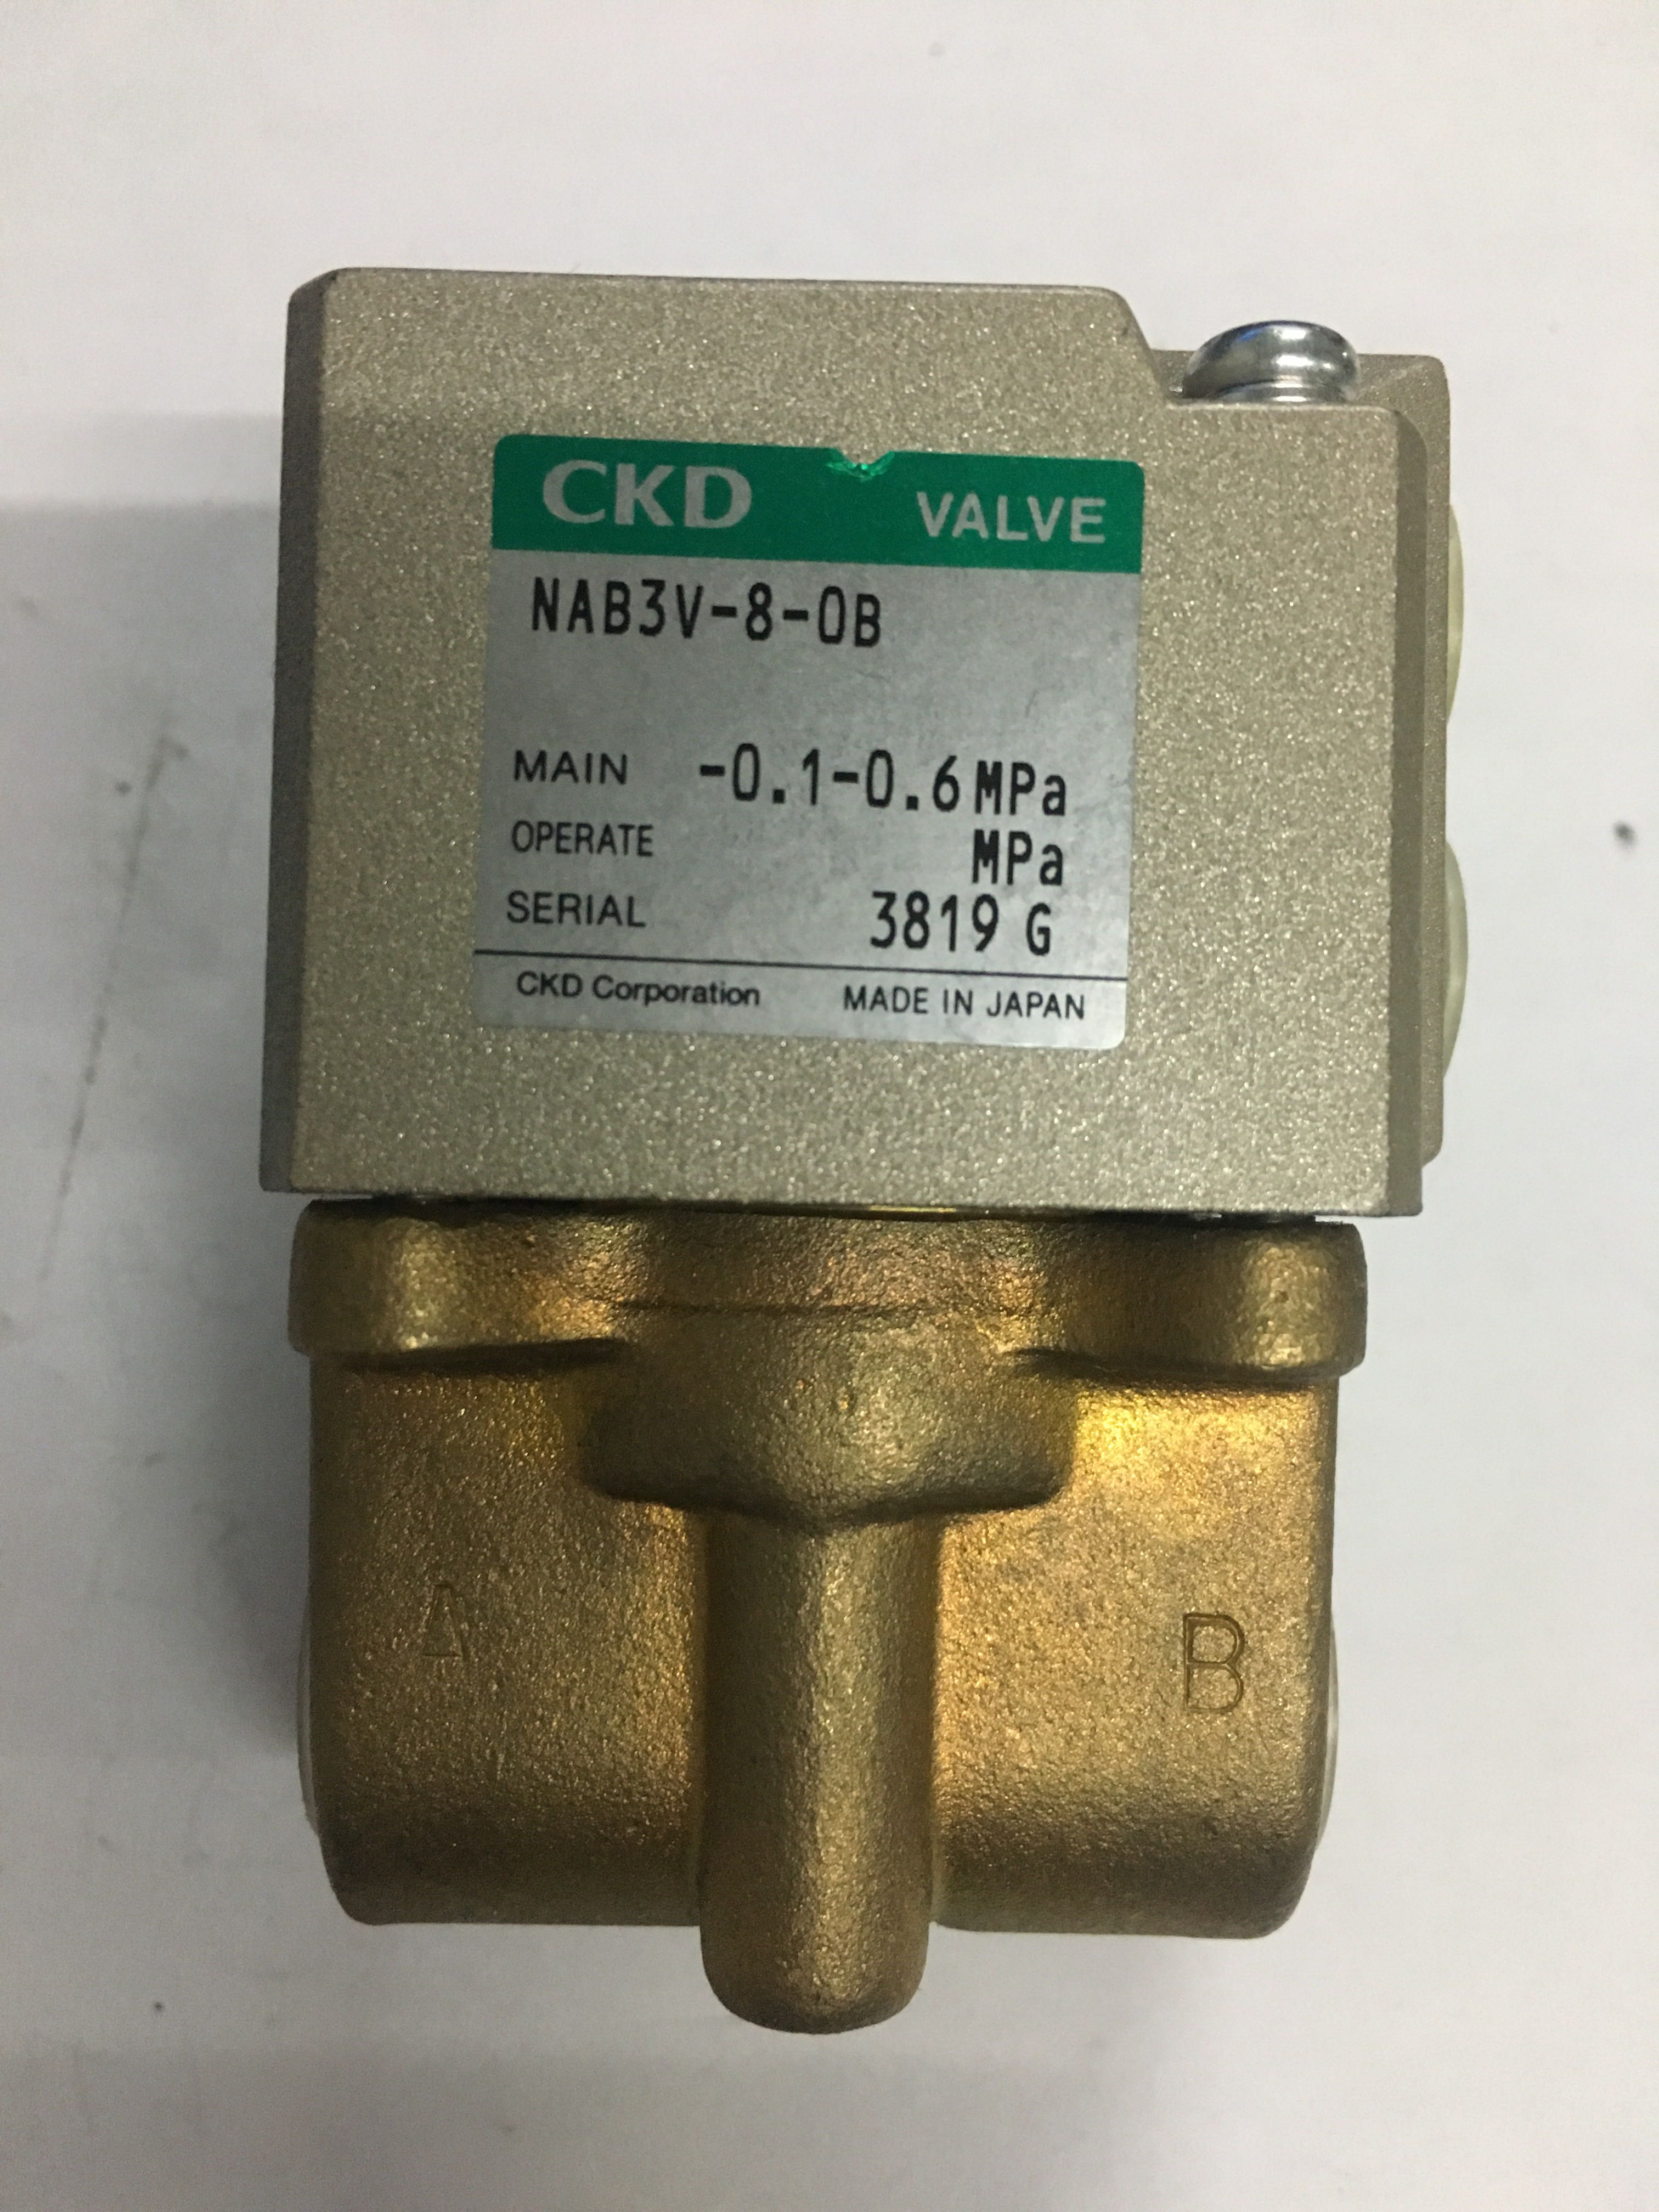 CKD VALVE
NAB3V-8-0B
MAIN -0.1-0.6 MPa
OPERATE MPa
SERIAL 3819 G
CKD Corporation MADE IN JAPAN
A B